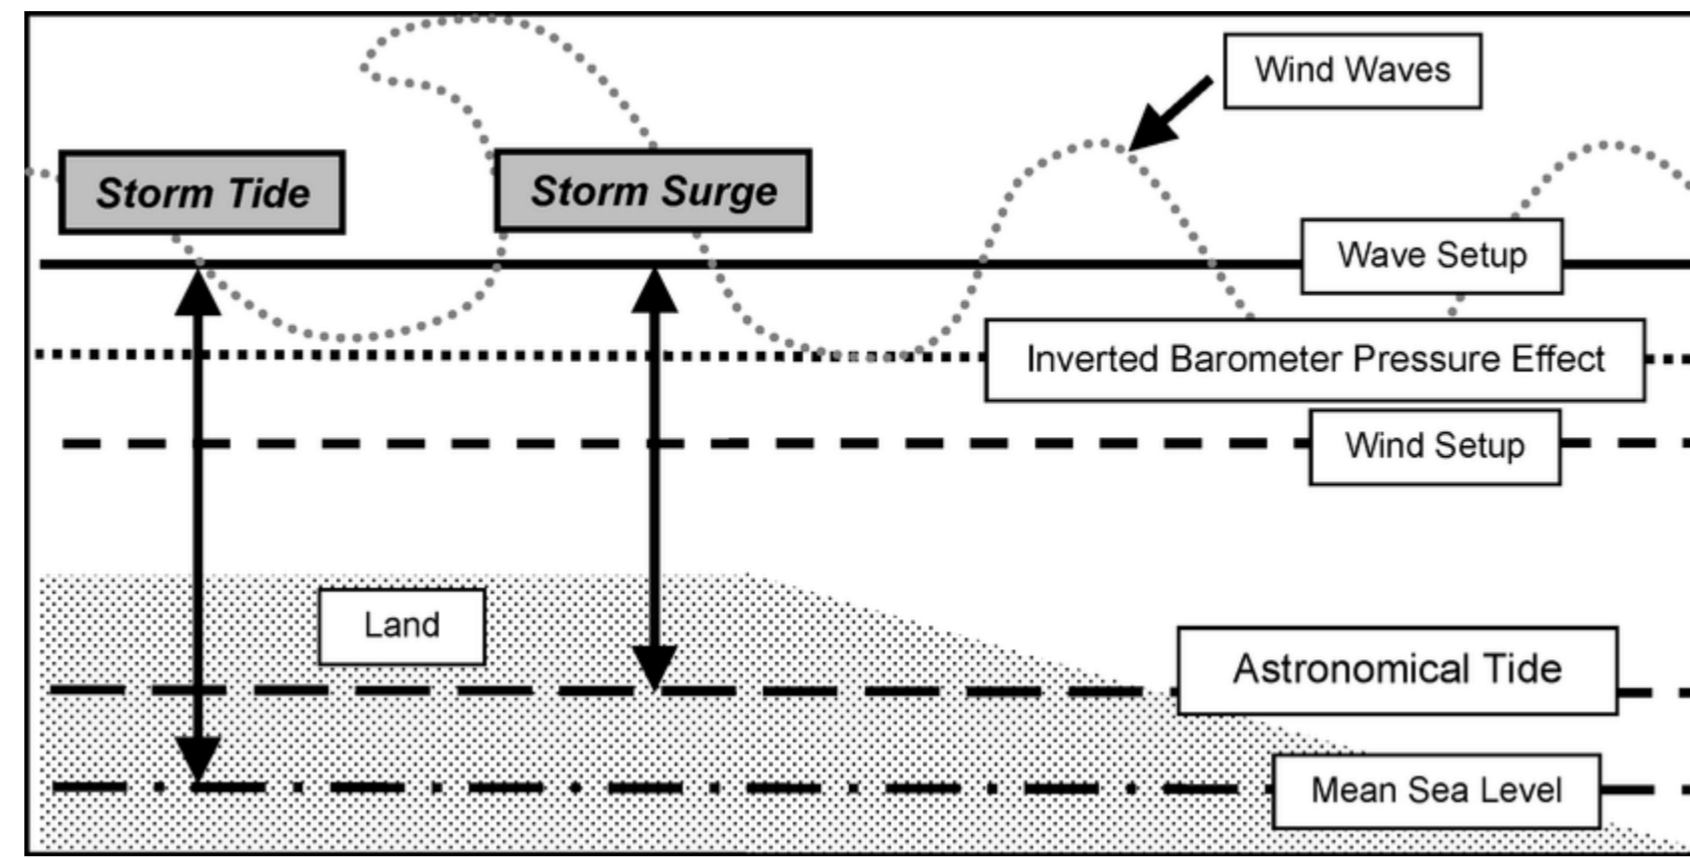 Wind Waves
Storm Tide
Storm Surge
Wave Setup
Inverted Barometer Pressure Effect
Wind Setup
Land
Astronomical Tide
Mean Sea Level